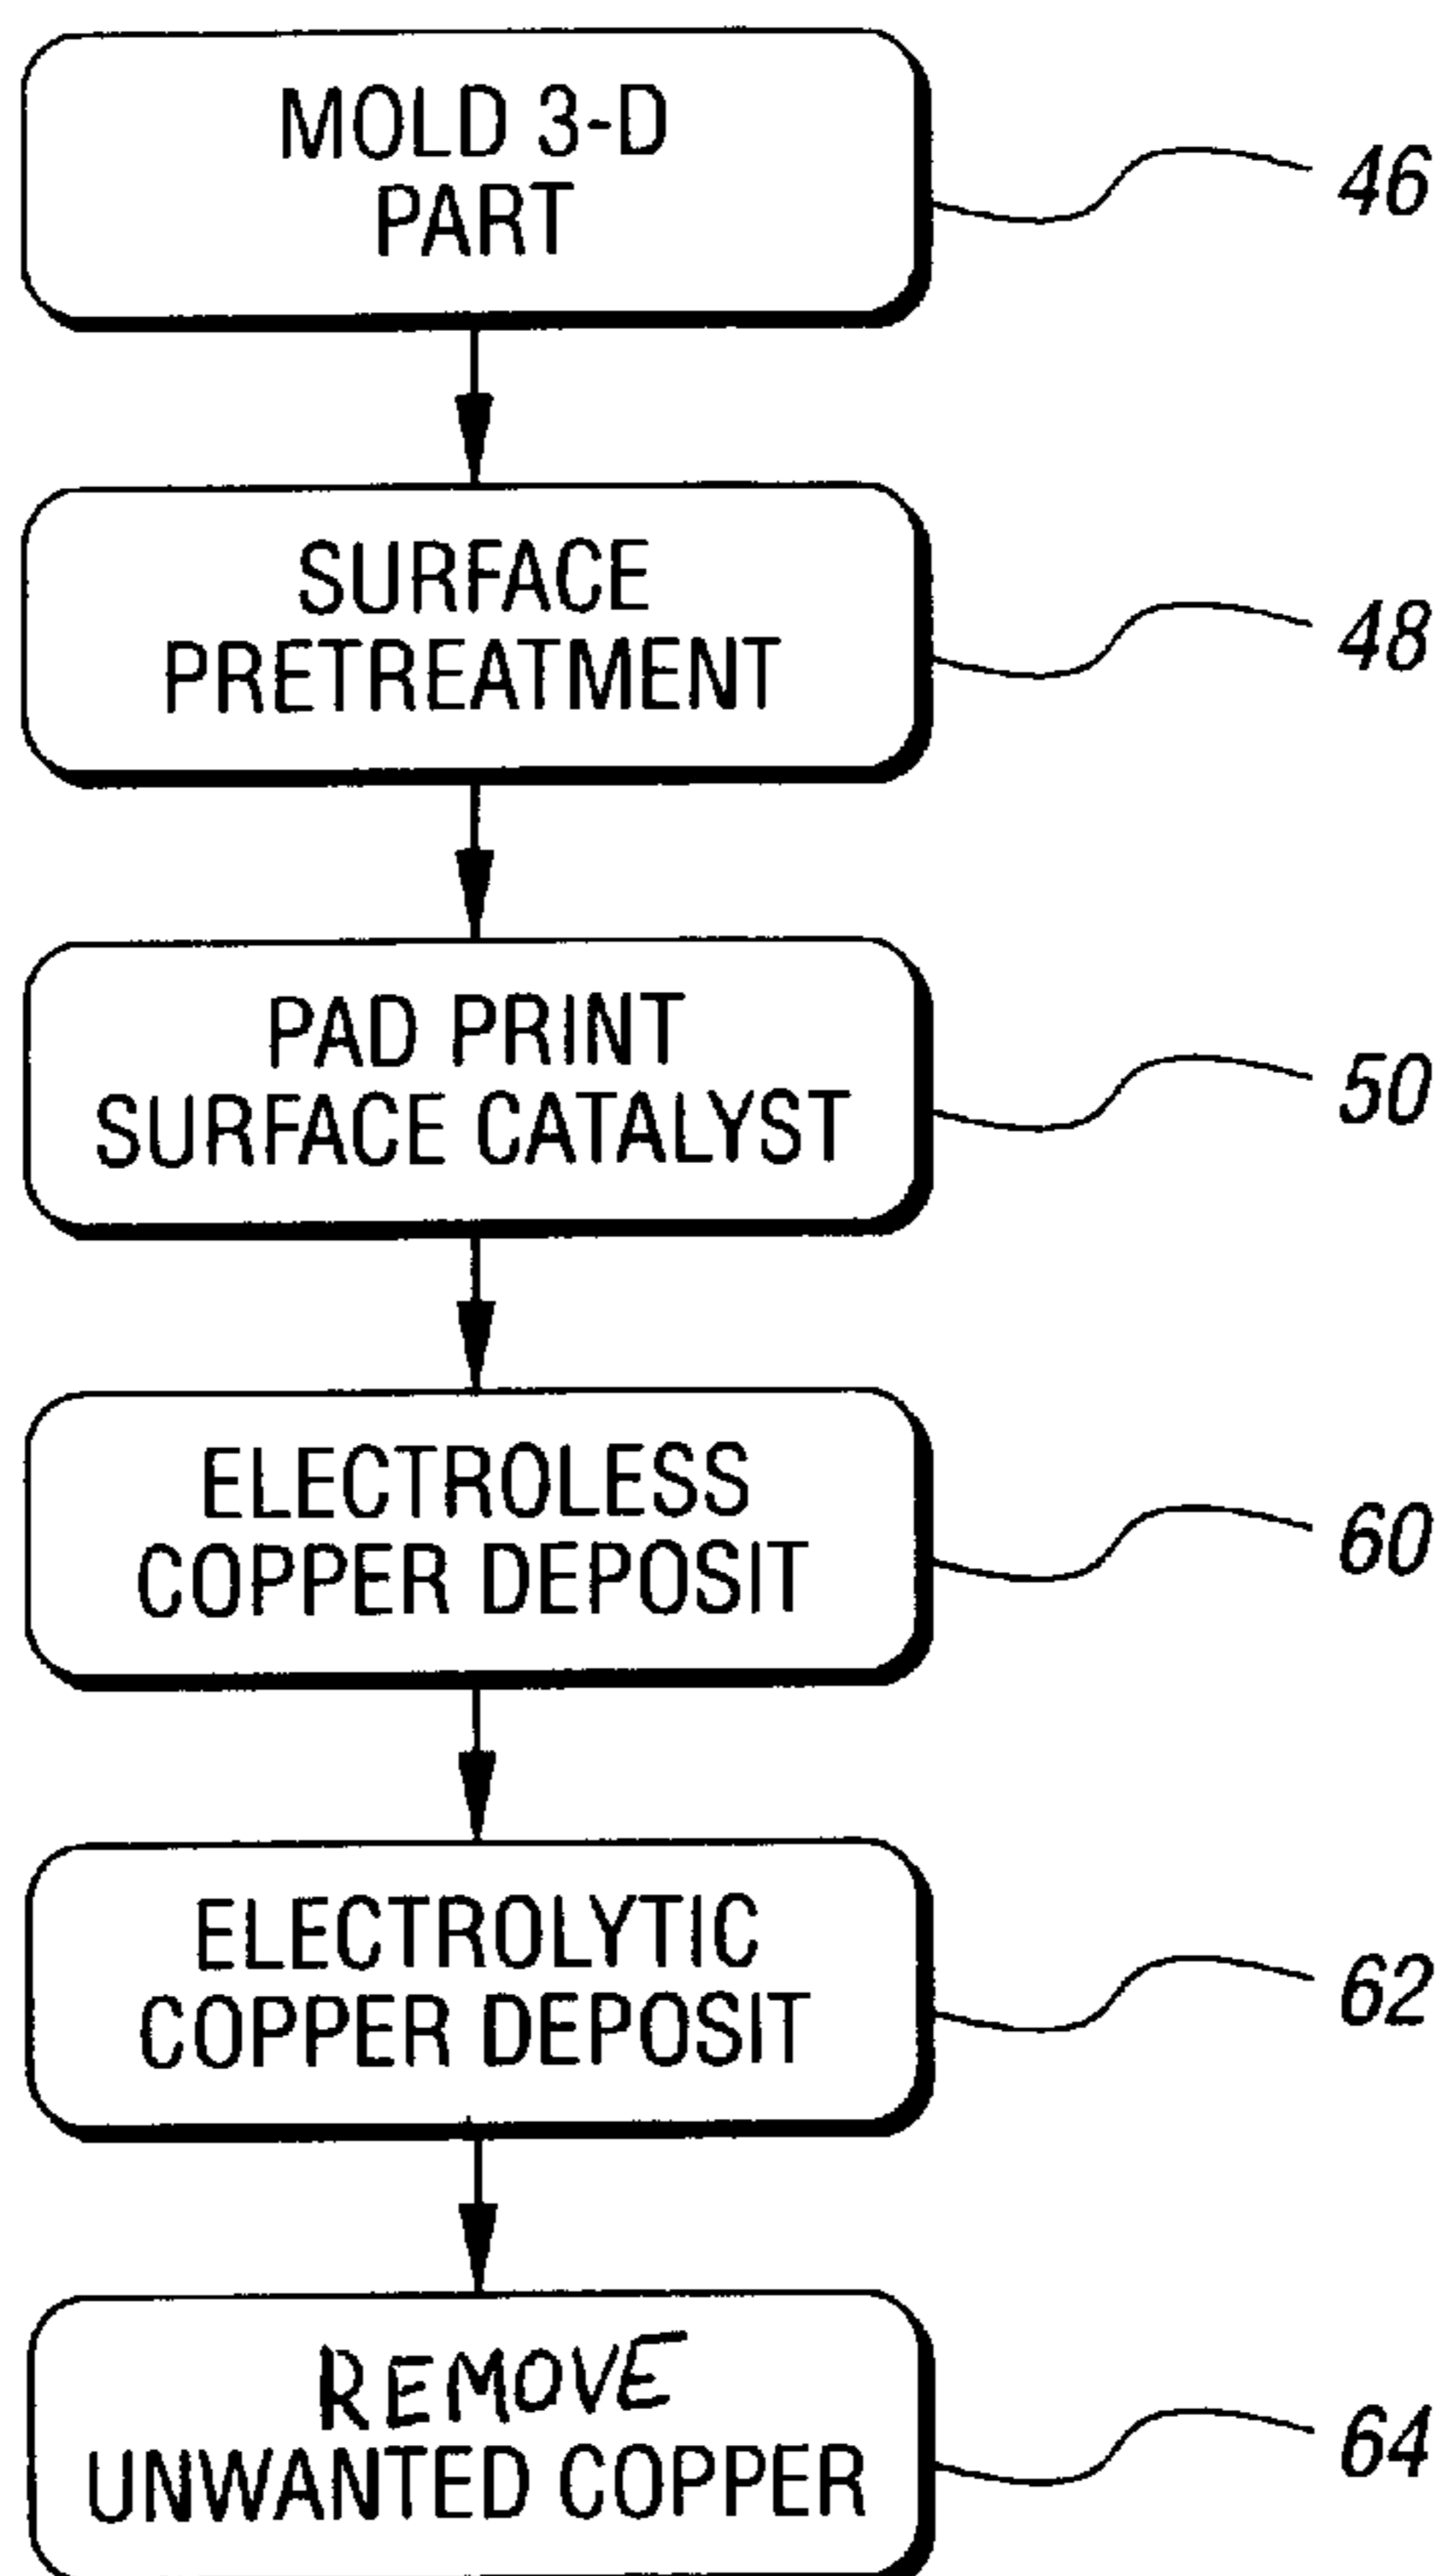 MOLD 3-D
PART
46
SURFACE
PRETREATMENT
48
PAD PRINT
SURFACE CATALYST
50
ELECTROLESS
COPPER DEPOSIT
60
ELECTROLYTIC
COPPER DEPOSIT
62
REMOVE
UNWANTED COPPER
64